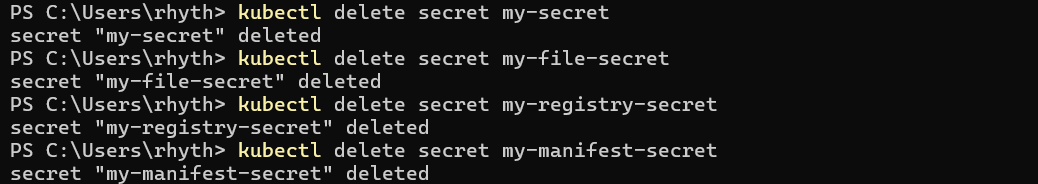 PS C:\Users\rhyth> kubectl delete secret my-secret
secret "my-secret" deleted
PS C:\Users\rhyth> kubectl delete secret my-file-secret
secret "my-file-secret" deleted
PS C:\Users\rhyth> kubectl delete secret my-registry-secret
secret "my-registry-secret" deleted
PS C:\Users\rhyth> kubectl delete secret my-manifest-secret
secret "my-manifest-secret" deleted